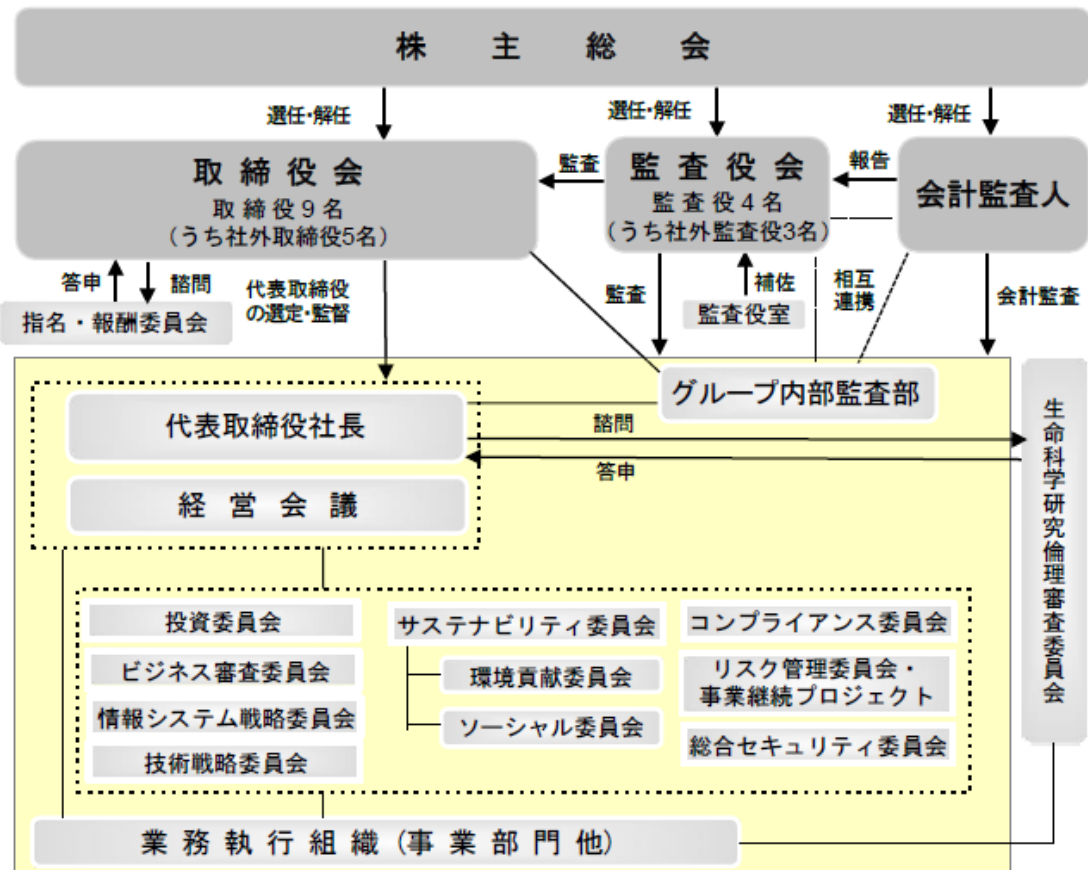 株主総会
選任・解任
選任・解任
選任・解任
取締役会
取締役9名
（うち社外取締役5名）
監査
監査役会
監査役4名
（うち社外監査役3名）
報告
会計監査人
答申
諮問
指名・報酬委員会
代表取締役
の選定・監督
監査
補佐
監査役室
相互
連携
会計監査
グループ内部監査部
代表取締役社長
諮問
答申
経営会議
生命科学研究倫理審査委員会
投資委員会
ビジネス審査委員会
情報システム戦略委員会
技術戦略委員会
サステナビリティ委員会
環境貢献委員会
ソーシャル委員会
コンプライアンス委員会
リスク管理委員会・
事業継続プロジェクト
総合セキュリティ委員会
業務執行組織（事業部門他）